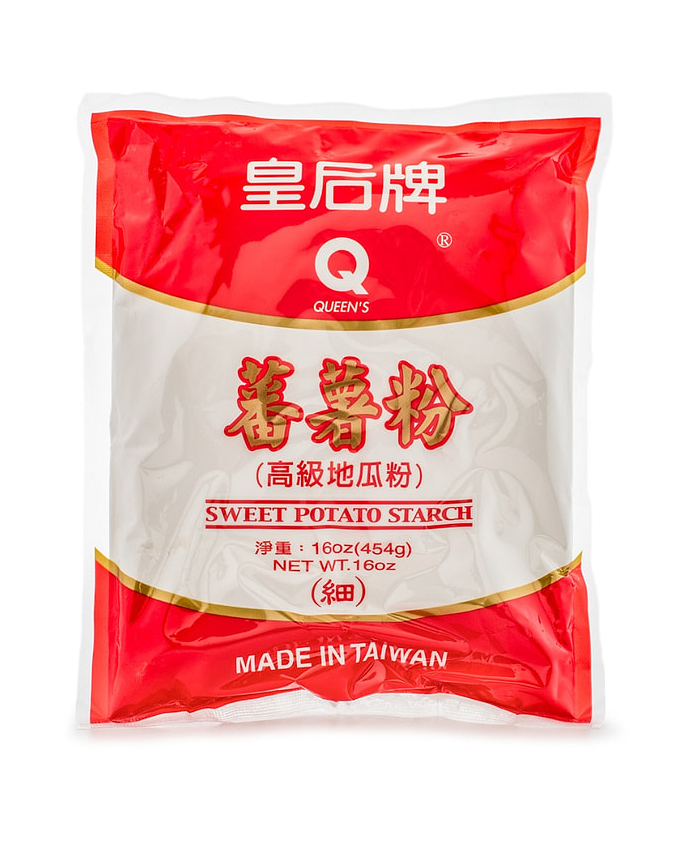 皇后牌
Q ®
QUEEN'S
蕃薯粉
(高級地瓜粉)
SWEET POTATO STARCH
淨重：16oz(454g)
NET WT.16oz
(細)
MADE IN TAIWAN